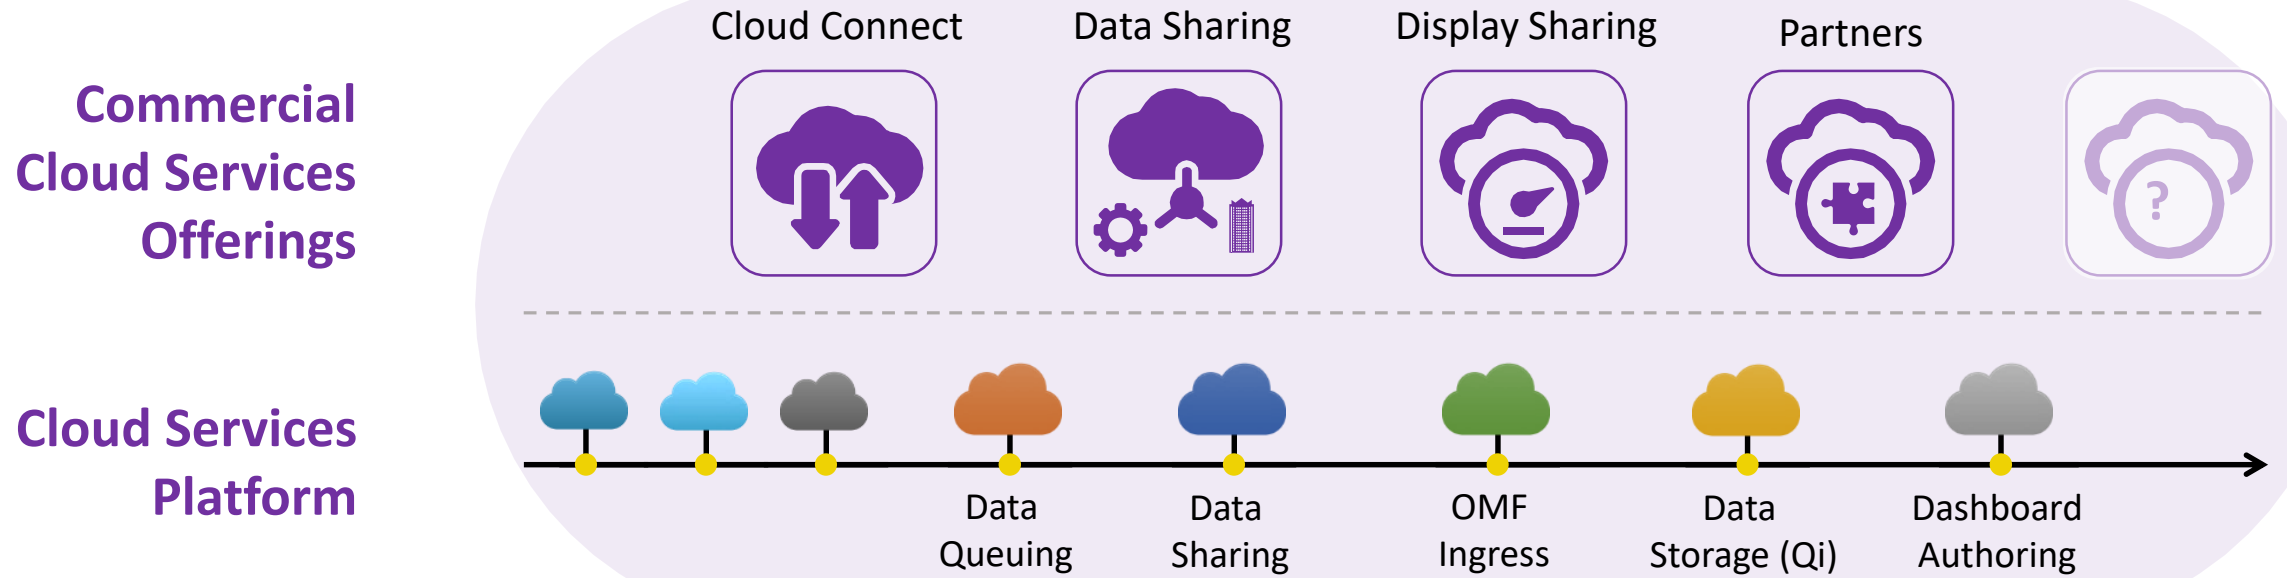 Cloud Connect
Data Sharing
Display Sharing
Partners
Commercial
Cloud Services
Offerings
?
Cloud Services
Platform
Data
Queuing
Data
Sharing
OMF
Ingress
Data
Storage (Qi)
Dashboard
Authoring